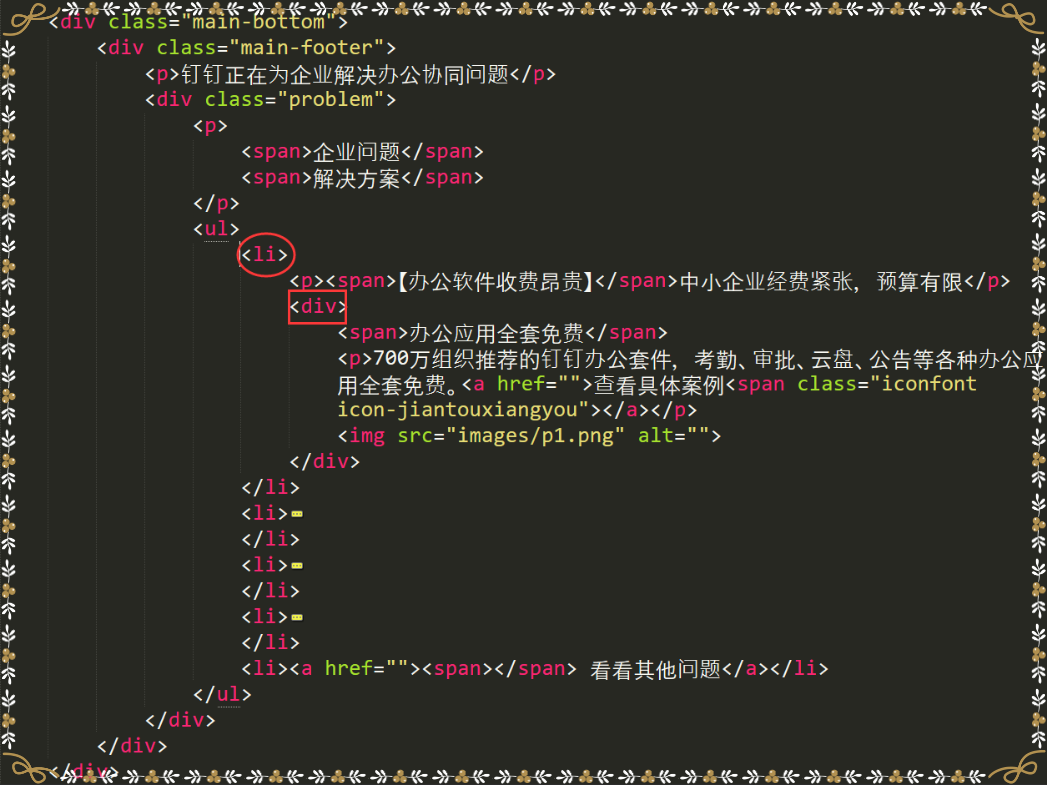 <div class="main-bottom">
<div class="main-footer">
<p>钉钉正在为企业解决办公协同问题</p>
<div class="problem">
<p>
<span>企业问题</span>
<span>解决方案</span>
</p>
<ul>
<li>
<p><span>【办公软件收费昂贵】</span>中小企业经费紧张，预算有限</p>
<div>
<span>办公应用全套免费</span>
<p>700万组织推荐的钉钉办公套件，考勤、审批、云盘、公告等各种办公应
用全套免费。<a href="">查看具体案例<span class="iconfont
icon-jiantouxiangyou"></a></p>
<img src="images/p1.png" alt="">
</div>
</li>
<li>
</li>
<li>
</li>
<li>
</li>
<li><a href=""><span></span> 看看其他问题</a></li>
</ul>
</div>
</div>
</div>